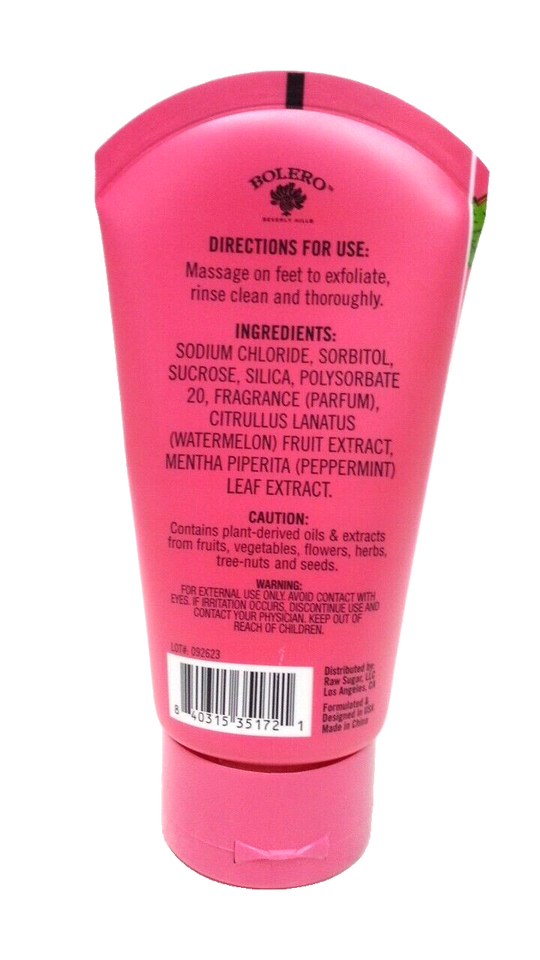 BOLERO™
BEVERLY HILLS
DIRECTIONS FOR USE:
Massage on feet to exfoliate,
rinse clean and thoroughly.
INGREDIENTS:
SODIUM CHLORIDE, SORBITOL,
SUCROSE, SILICA, POLYSORBATE
20, FRAGRANCE (PARFUM),
CITRULLUS LANATUS
(WATERMELON) FRUIT EXTRACT,
MENTHA PIPERITA (PEPPERMINT)
LEAF EXTRACT.
CAUTION:
Contains plant-derived oils & extracts
from fruits, vegetables, flowers, herbs,
tree-nuts and seeds.
WARNING:
FOR EXTERNAL USE ONLY. AVOID CONTACT WITH
EYES. IF IRRITATION OCCURS, DISCONTINUE USE AND
CONTACT YOUR PHYSICIAN. KEEP OUT OF
REACH OF CHILDREN.
LOT#: 092623
8 40315 35172 1
Distributed by:
Raw Sugar, LLC
Los Angeles, CA
Formulated &
Designed in USA
Made in China